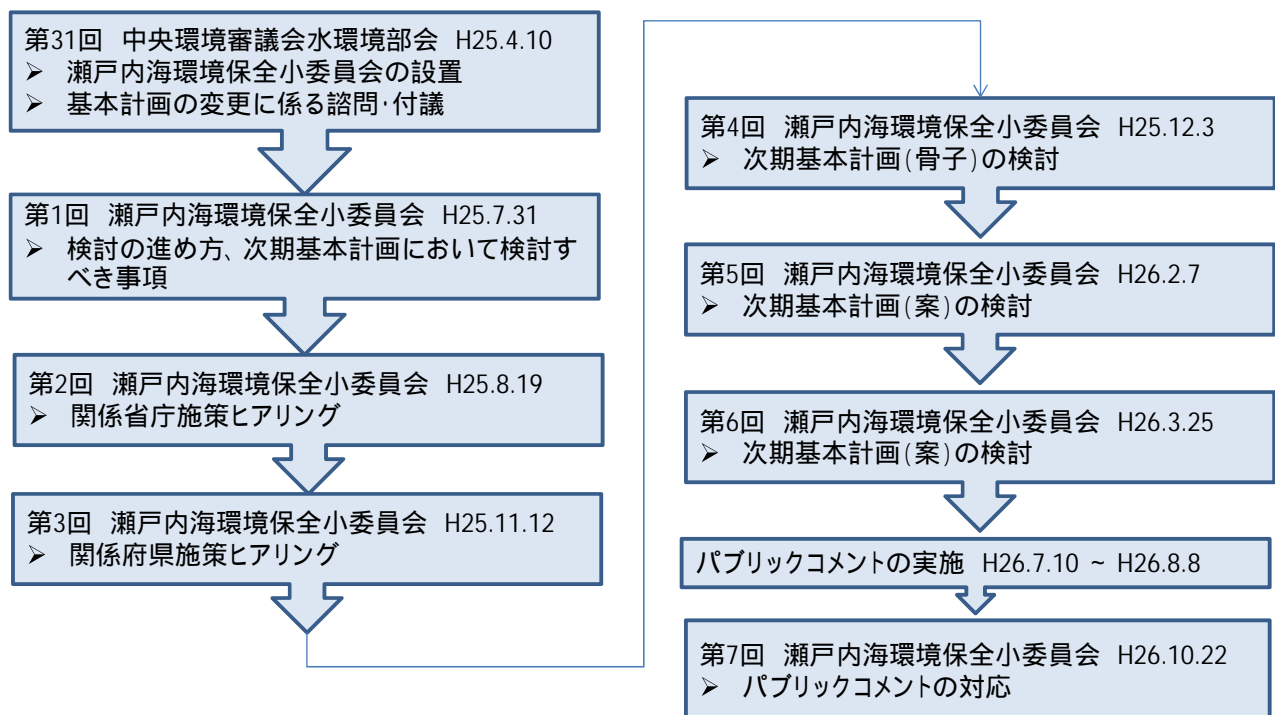 第31回 中央環境審議会水環境部会 H25.4.10
➢ 瀬戸内海環境保全小委員会の設置
➢ 基本計画の変更に係る諮問･付議
第1回 瀬戸内海環境保全小委員会 H25.7.31
➢ 検討の進め方、次期基本計画において検討す
べき事項
第2回 瀬戸内海環境保全小委員会 H25.8.19
➢ 関係省庁施策ヒアリング
第3回 瀬戸内海環境保全小委員会 H25.11.12
➢ 関係府県施策ヒアリング
第4回 瀬戸内海環境保全小委員会 H25.12.3
➢ 次期基本計画(骨子)の検討
第5回 瀬戸内海環境保全小委員会 H26.2.7
➢ 次期基本計画(案)の検討
第6回 瀬戸内海環境保全小委員会 H26.3.25
➢ 次期基本計画(案)の検討
パブリックコメントの実施 H26.7.10 ~ H26.8.8
第7回 瀬戸内海環境保全小委員会 H26.10.22
➢ パブリックコメントの対応